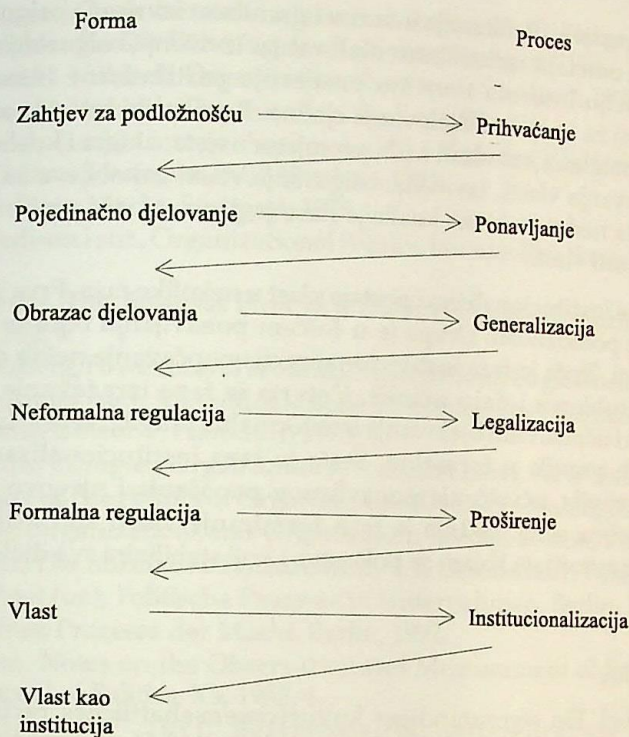 Forma
Proces
Zahtjev za podložnošću
Prihvaćanje
Pojedinačno djelovanje
Ponavljanje
Obrazac djelovanja
Generalizacija
Neformalna regulacija
Legalizacija
Formalna regulacija
Proširenje
Vlast
Institucionalizacija
Vlast kao
institucija